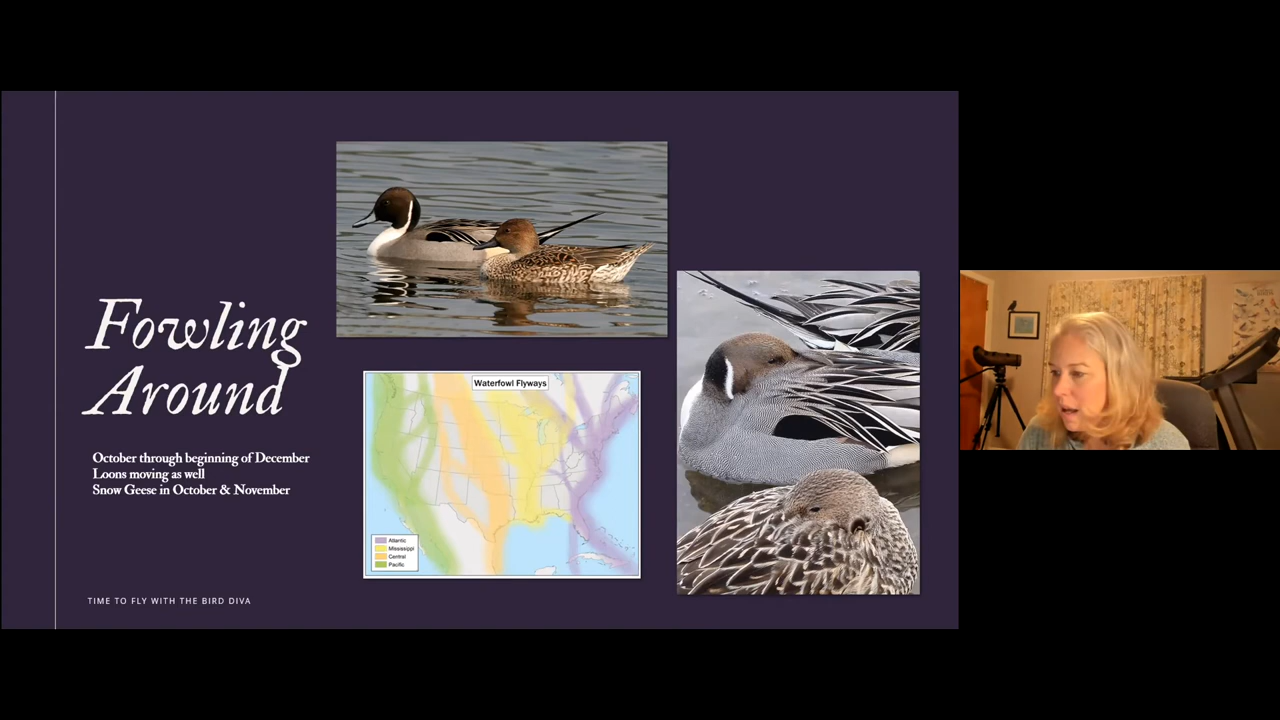 Fowling
Around
October through beginning of December
Loons moving as well
Snow Geese in October & November
TIME TO FLY WITH THE BIRD DIVA
Waterfowl Flyways
Atlantic
Mississippi
Central
Pacific